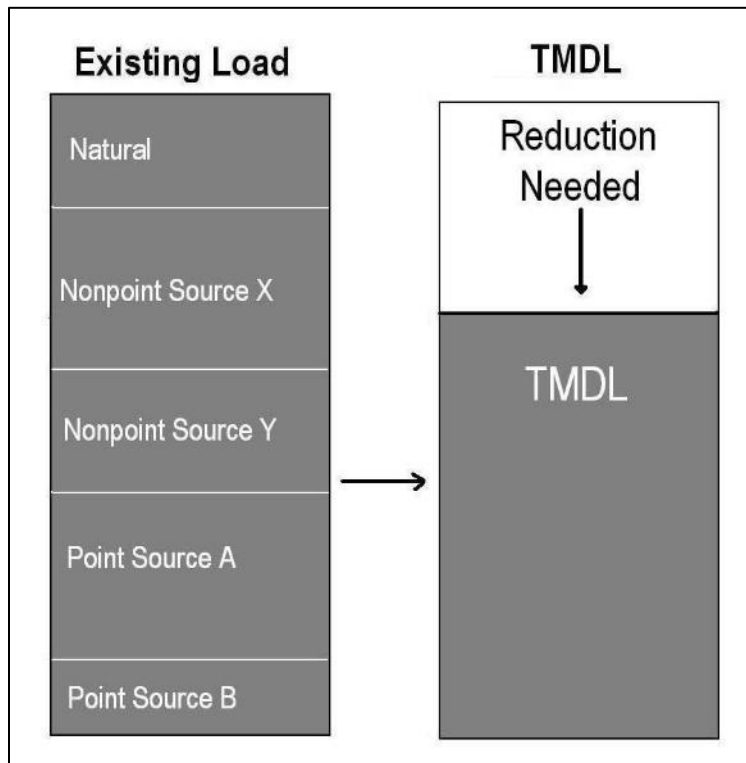 Existing Load
Natural
Nonpoint Source X
Nonpoint Source Y
Point Source A
Point Source B
TMDL
Reduction
Needed
TMDL